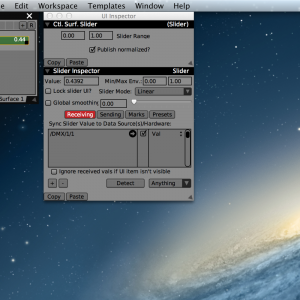 le Edit Workspace Templates Window Help
UI Inspector
Ctl. Surf. Slider (Slider)
0.00 1.00 Slider Range
Publish normalized?
Copy Paste
+ R
0.44
Surface 1
Slider Inspector Slider
Value: 0.4392 Min/Max Env.: 0.00 1.00
Lock slider UI? Slider Mode: Linear
Global smoothing 0.00
Receiving Sending Marks Presets
Sync Slider Value to Data Source(s)/Hardware:
/DMX/1/1 Val
Ignore received vals if UI item isn't visible
+ - Detect Anything
Copy Paste